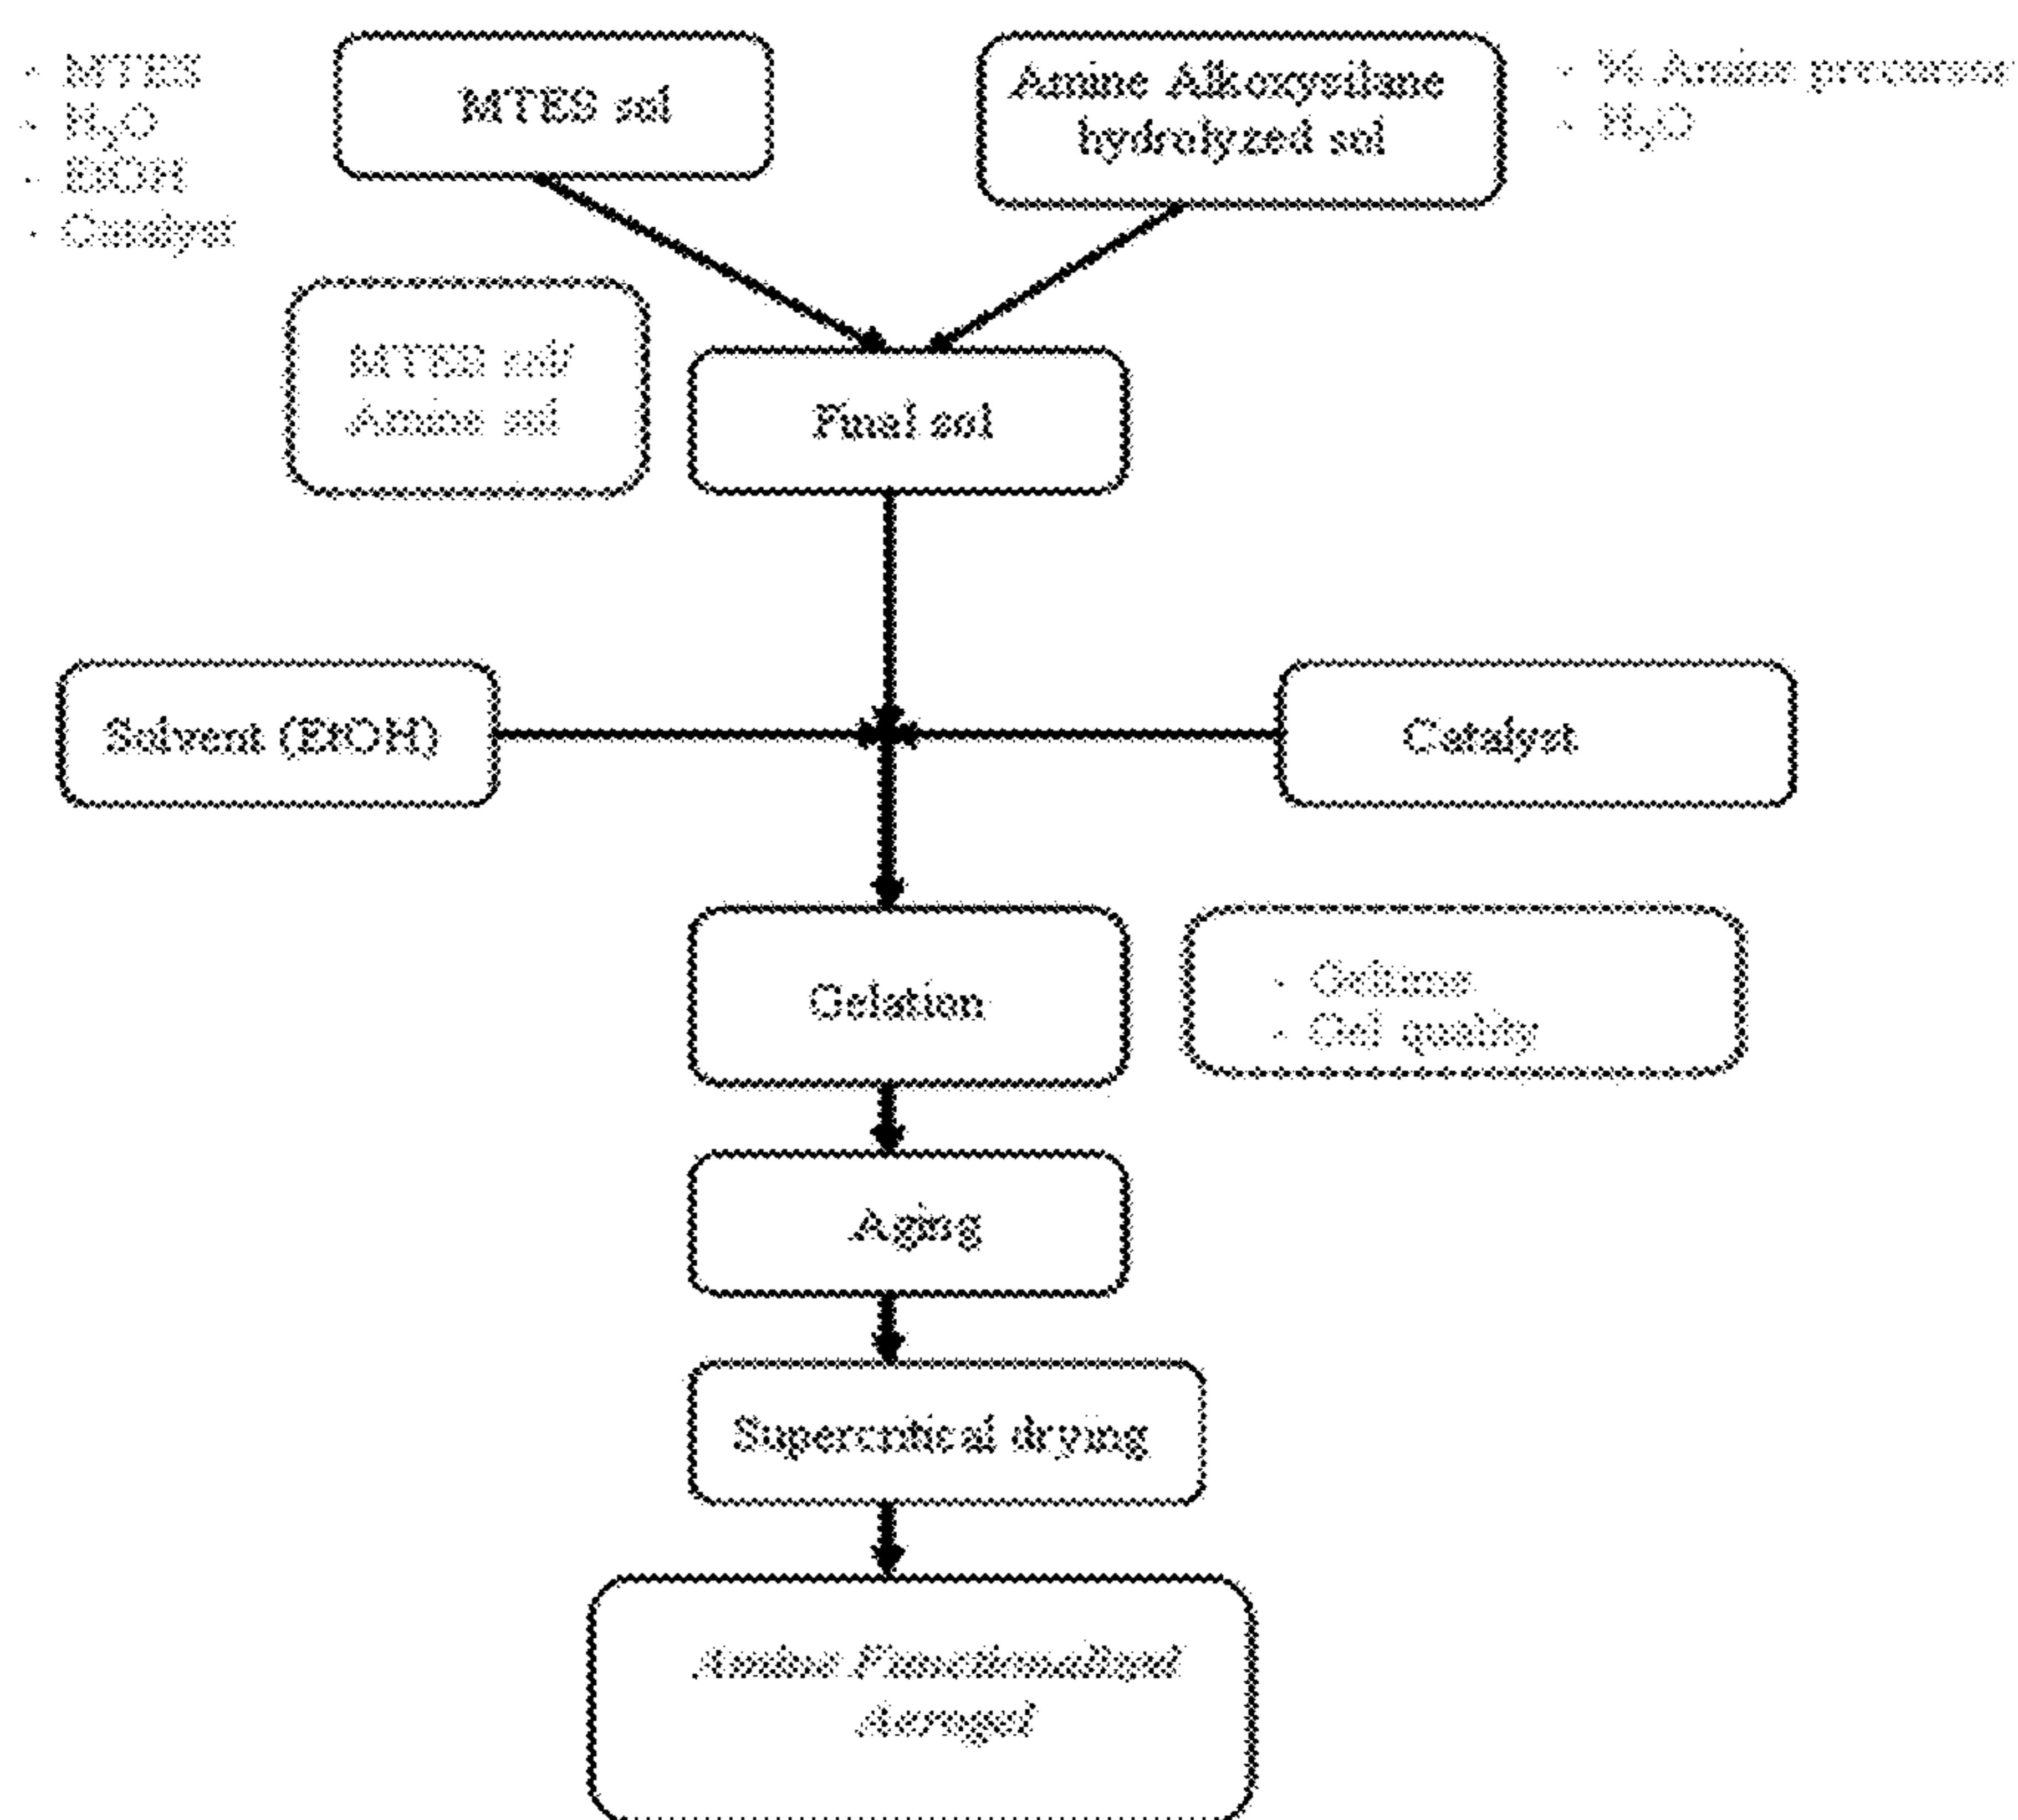 · MTES
· H₂O
· EtOH
· Catalyst
MTES sol
Amine Alkoxysilane
hydrolyzed sol
· % Amine precursor
· H₂O
MTES sol/
Amine sol
Final sol
Solvent (EtOH)
Catalyst
Gelation
· Geltime
· Gel quality
Aging
Supercritical drying
Amine Functionalized
Aerogel